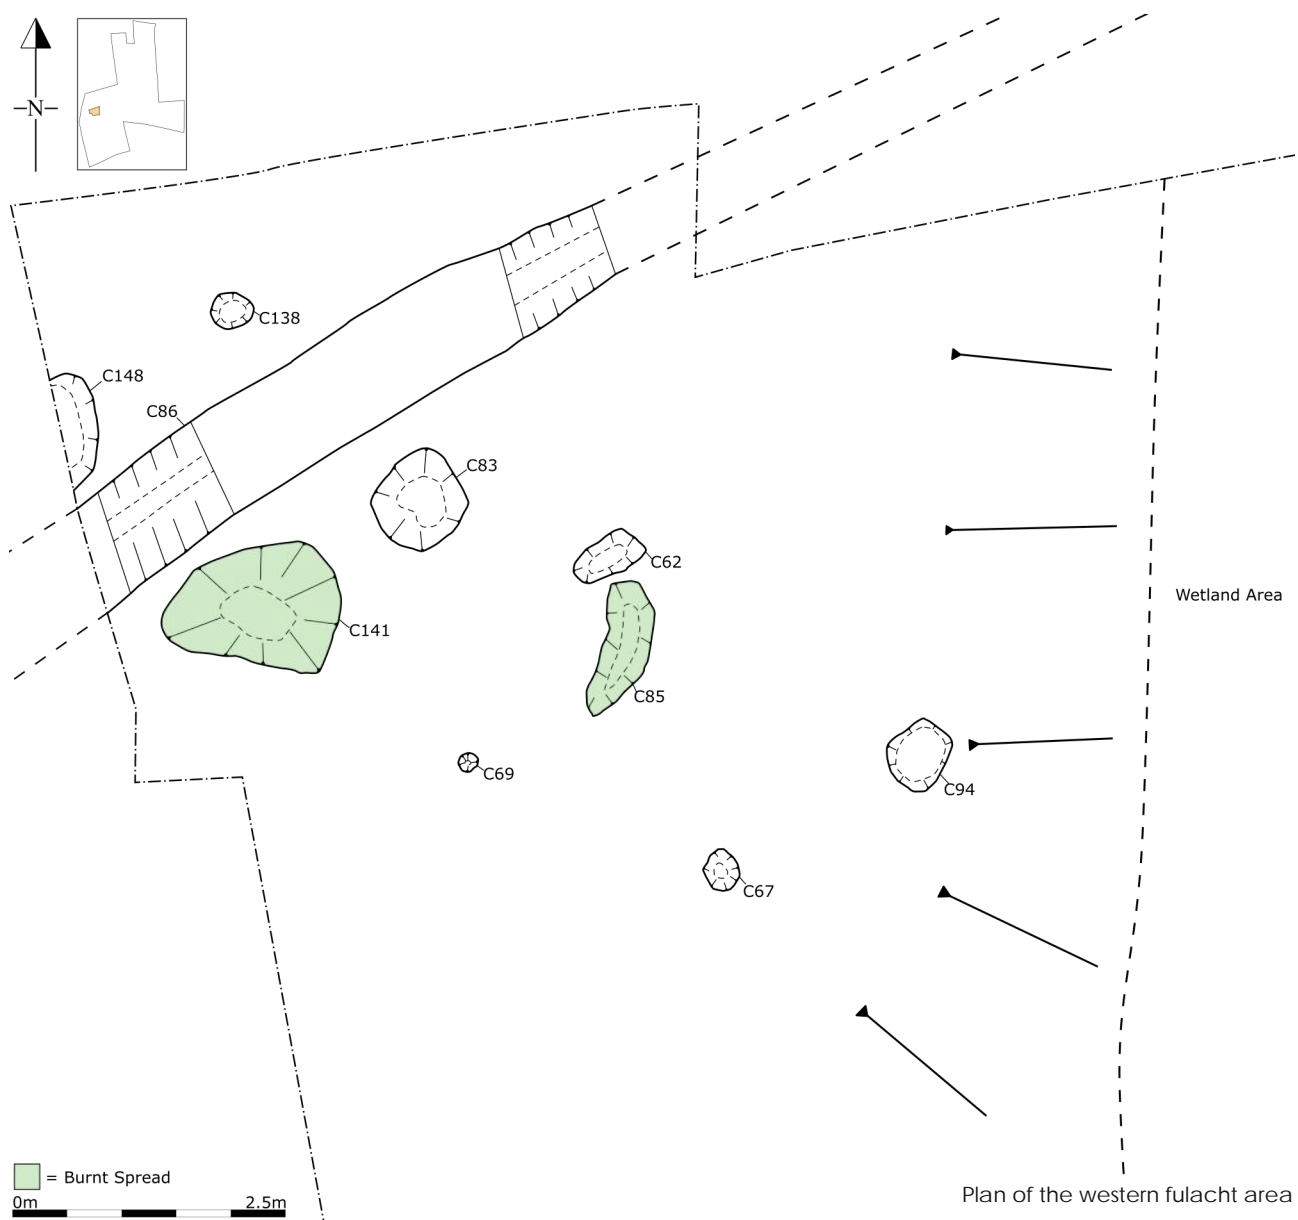 N
C138
C148
C86
C83
C62
C141
C85
C69
C94
C67
Wetland Area
= Burnt Spread
0m 2.5m
Plan of the western fulacht area